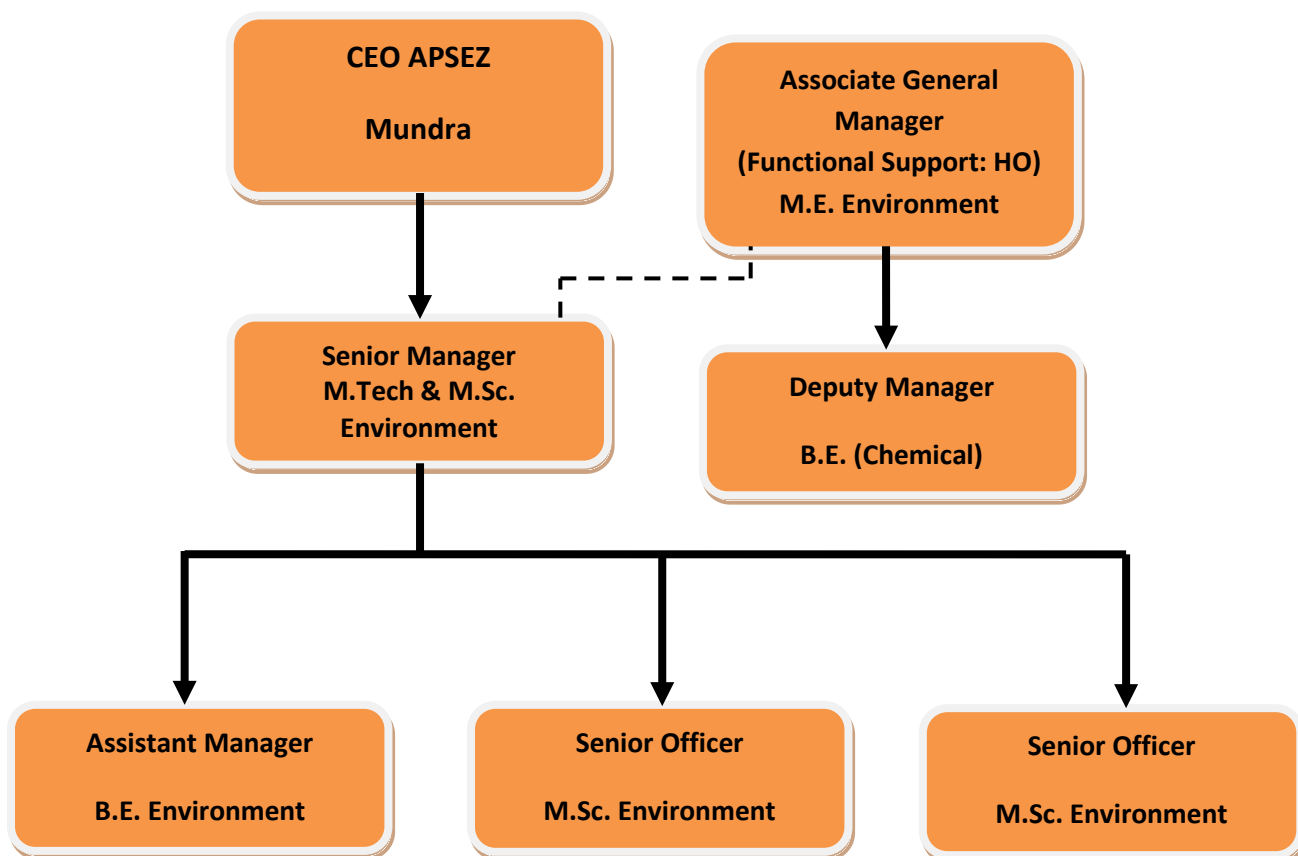 CEO APSEZ
Mundra
Associate General
Manager
(Functional Support: HO)
M.E. Environment
Senior Manager
M.Tech & M.Sc.
Environment
Deputy Manager
B.E. (Chemical)
Assistant Manager
B.E. Environment
Senior Officer
M.Sc. Environment
Senior Officer
M.Sc. Environment